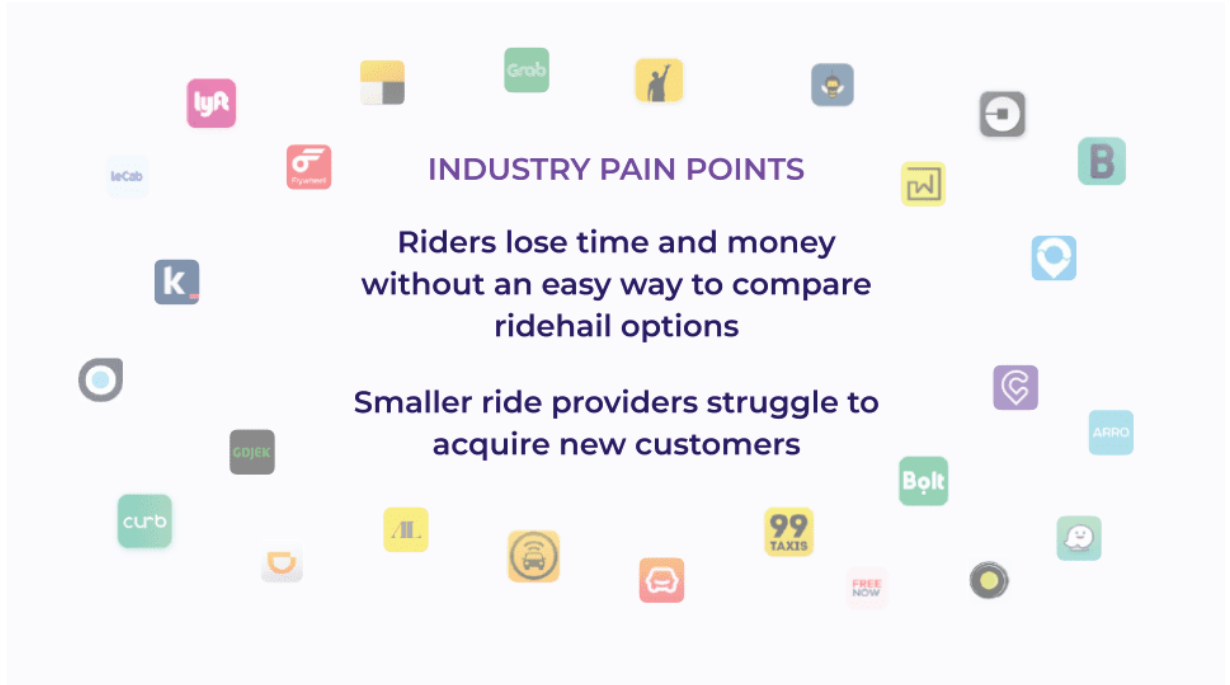 Grab
lyft
leCab
Flywheel
INDUSTRY PAIN POINTS
B
W
Riders lose time and money
without an easy way to compare
ridehail options
k
Smaller ride providers struggle to
acquire new customers
ARRO
GOJEK
Bolt
curb
AL
99
TAXIS
FREE
NOW